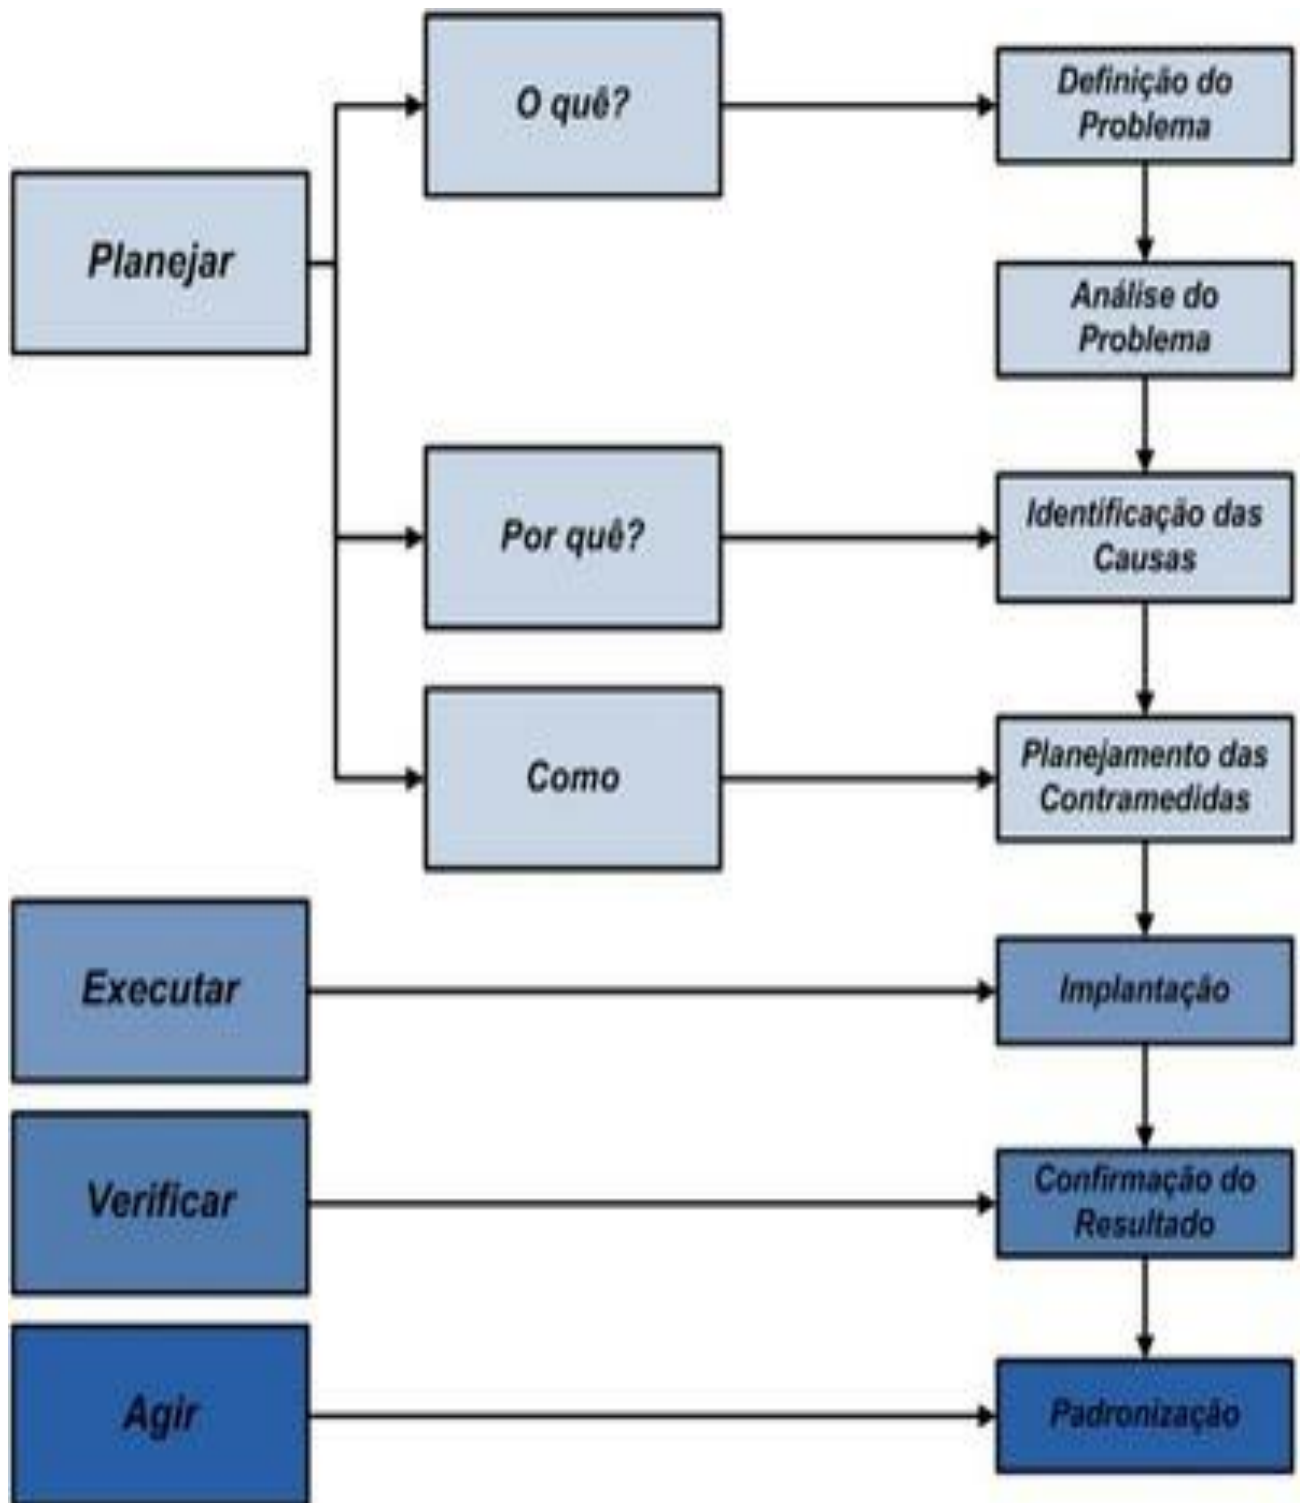 O quê?
Definição do
Problema
Planejar
Análise do
Problema
Por quê?
Identificação das
Causas
Como
Planejamento das
Contramedidas
Executar
Implantação
Verificar
Confirmação do
Resultado
Agir
Padronização